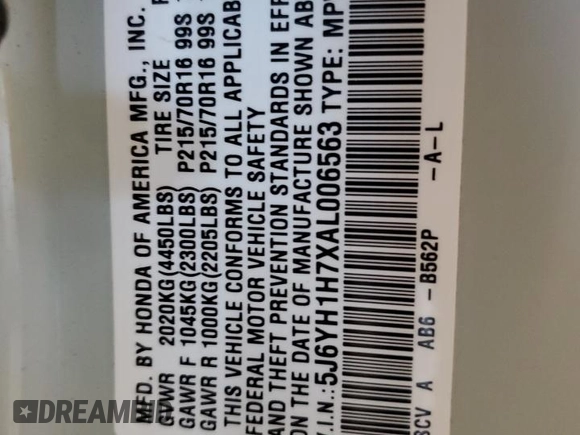 MFD. BY HONDA OF AMERICA MFG., INC.
GVWR 2020KG(4450LBS) TIRE SIZE
GAWR F 1045KG(2300LBS) P215/70R16 99S
GAWR R 1000KG(2205LBS) P215/70R16 99S
THIS VEHICLE CONFORMS TO ALL APPLICAB
FEDERAL MOTOR VEHICLE SAFETY
AND THEFT PREVENTION STANDARDS IN EFF
ON THE DATE OF MANUFACTURE SHOWN AB
V.I.N.: 5J6YH1H7XAL006563 TYPE: MP
BCV A AB6 - B562P -A-L
DREAMBID